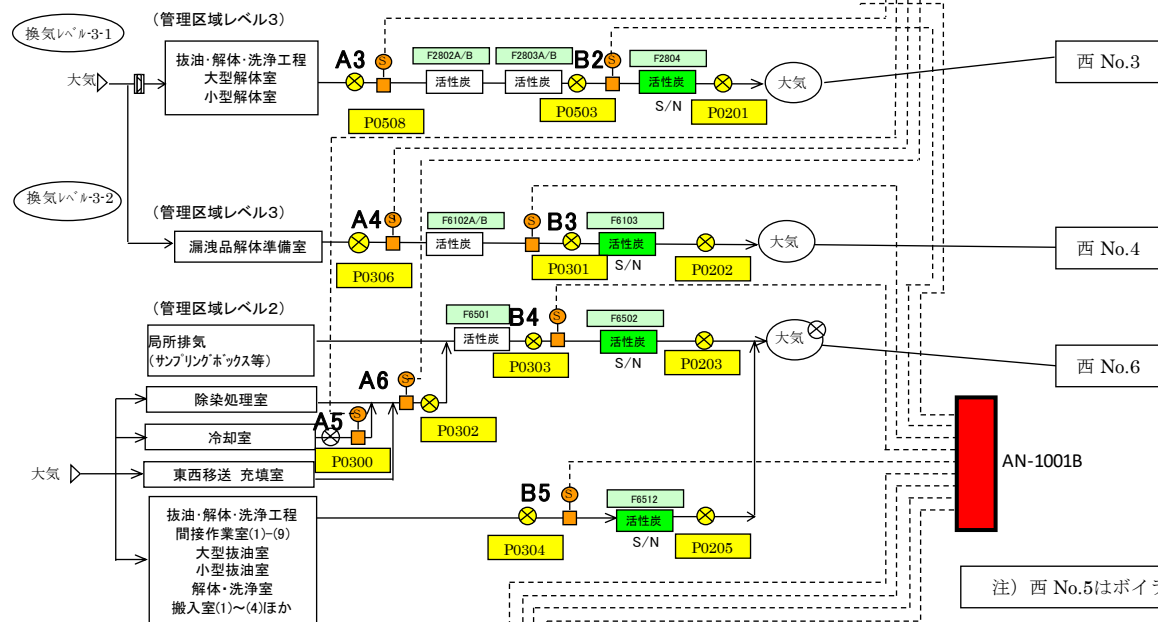 換気ﾚﾍﾞﾙ-3-1
(管理区域レベル3)
大気
抜油・解体・洗浄工程
大型解体室
小型解体室
A3
S
P0508
F2802A/B
活性炭
F2803A/B
活性炭
B2
S
P0503
F2804
活性炭
S/N
P0201
大気
西 No.3
換気ﾚﾍﾞﾙ-3-2
(管理区域レベル3)
漏洩品解体準備室
A4
S
P0306
F6102A/B
活性炭
S
B3
P0301
F6103
活性炭
S/N
P0202
大気
西 No.4
(管理区域レベル2)
局所排気
(ｻﾝﾌﾟﾘﾝｸﾞﾎﾞｯｸｽ等)
F6501
活性炭
B4
S
P0303
F6502
活性炭
S/N
P0203
大気
西 No.6
除染処理室
A6
S
P0302
冷却室
A5
S
P0300
大気
東西移送 充填室
抜油・解体・洗浄工程
間接作業室(1)-(9)
大型抜油室
小型抜油室
解体・洗浄室
搬入室(1)～(4)ほか
B5
S
P0304
F6512
活性炭
S/N
P0205
AN-1001B
注）西 No.5はボイラ